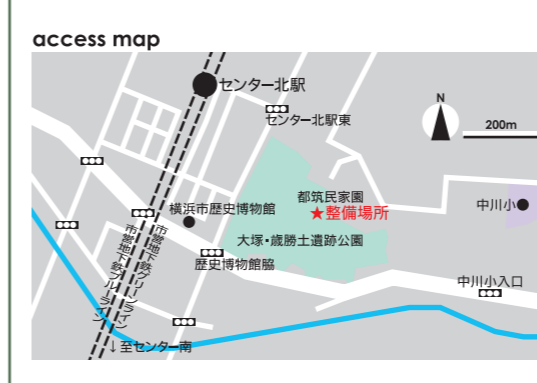 access map
センター北駅
センター北駅東
N
200m
都筑民家園
★整備場所
中川小
横浜市歴史博物館
大塚・歳勝土遺跡公園
歴史博物館脇
市営地下鉄グリーンライン
市営地下鉄ブルーライン
中川小入口
↓至センター南